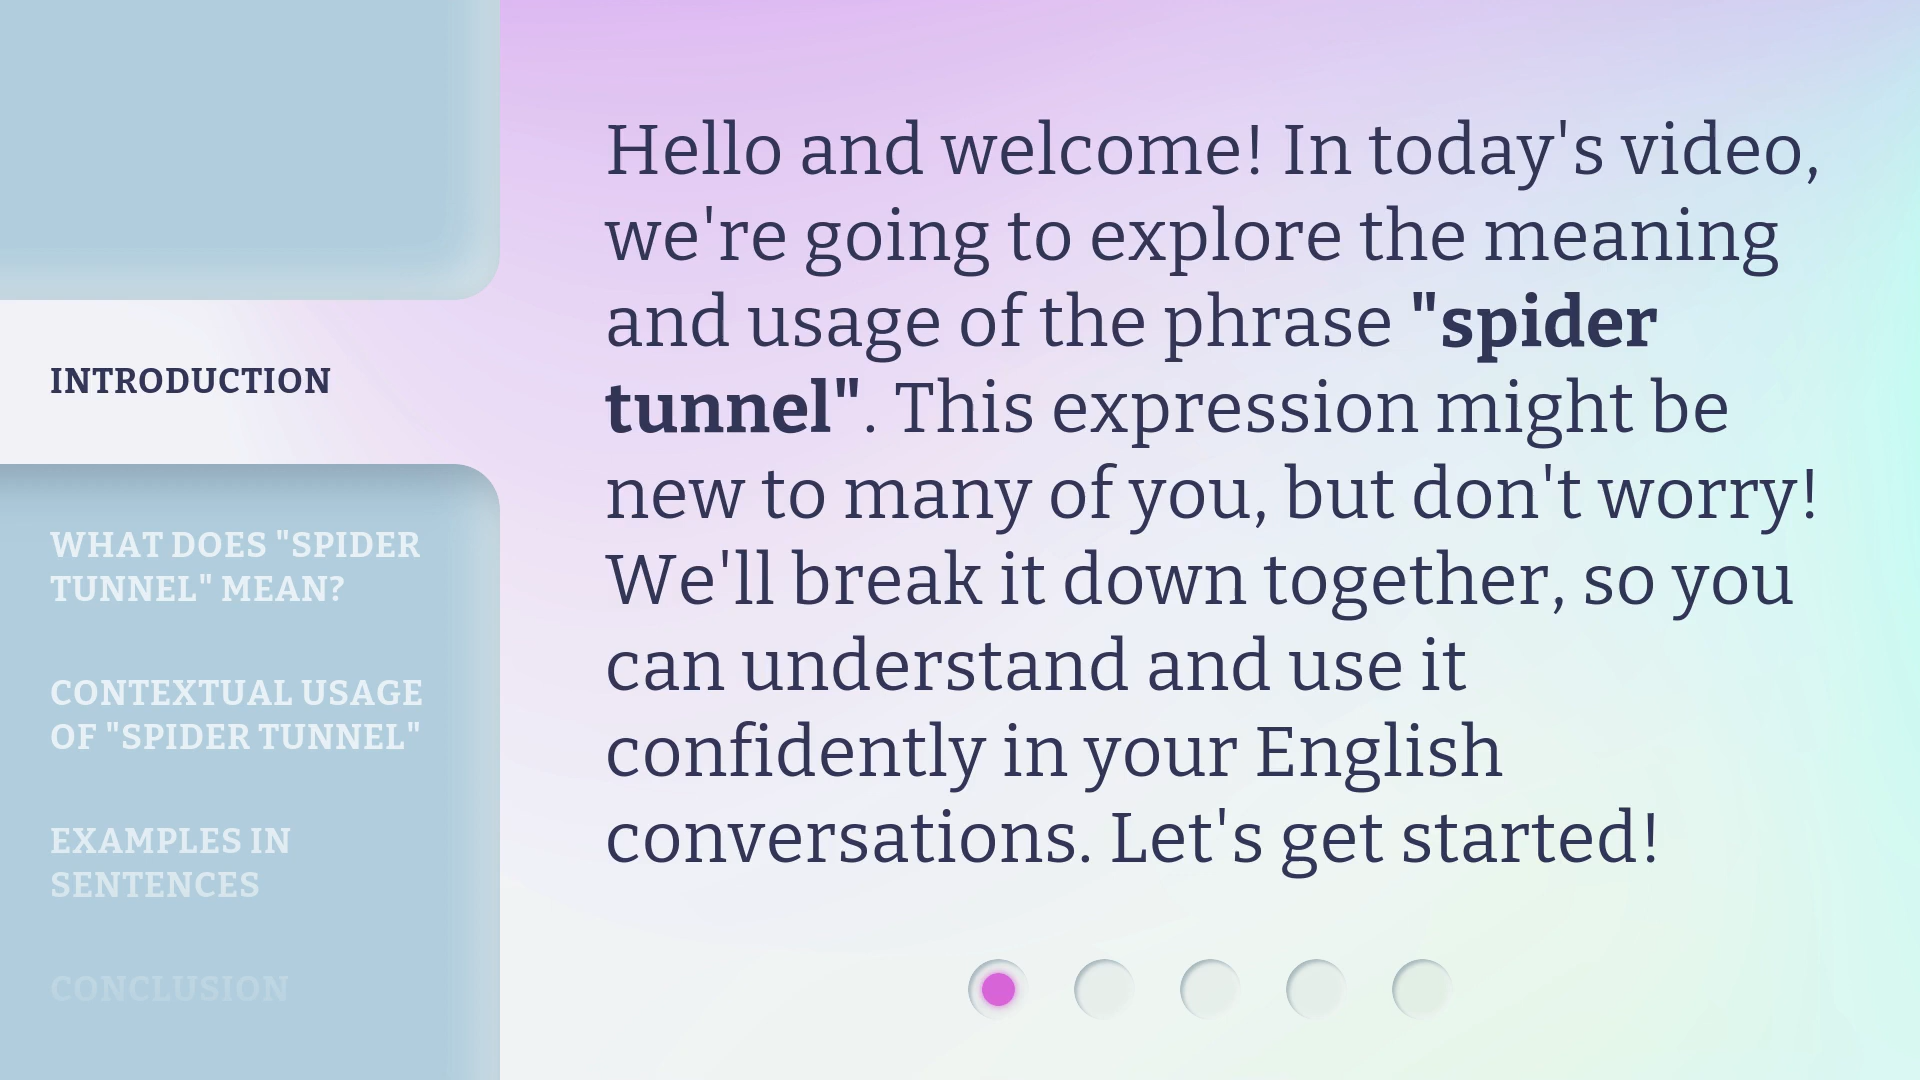 INTRODUCTION
WHAT DOES "SPIDER
TUNNEL" MEAN?
CONTEXTUAL USAGE
OF "SPIDER TUNNEL"
EXAMPLES IN
SENTENCES
CONCLUSION
Hello and welcome! In today's video,
we're going to explore the meaning
and usage of the phrase "spider
tunnel". This expression might be
new to many of you, but don't worry!
We'll break it down together, so you
can understand and use it
confidently in your English
conversations. Let's get started!